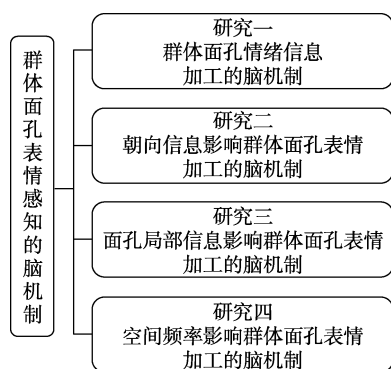 群体面孔表情感知的脑机制
研究一
群体面孔情绪信息
加工的脑机制
研究二
朝向信息影响群体面孔表情
加工的脑机制
研究三
面孔局部信息影响群体面孔表情
加工的脑机制
研究四
空间频率影响群体面孔表情
加工的脑机制